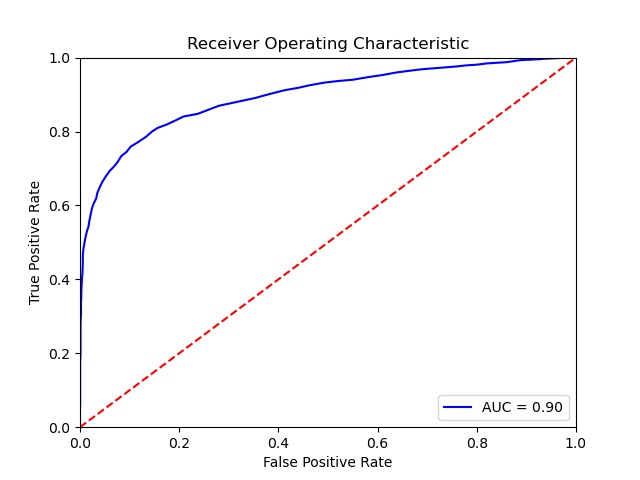 Receiver Operating Characteristic
True Positive Rate
1.0
0.8
0.6
0.4
0.2
0.0
AUC = 0.90
0.0 0.2 0.4 0.6 0.8 1.0
False Positive Rate